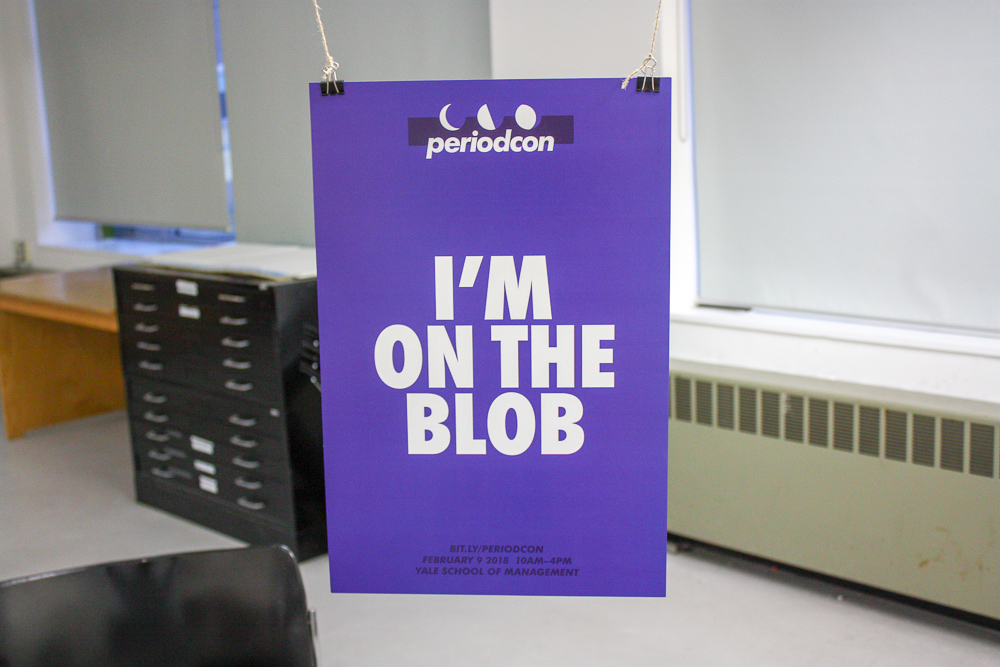 periodcon
I'M
ON THE
BLOB
BIT.LY/PERIODCON
FEBRUARY 9 2018 10AM–4PM
YALE SCHOOL OF MANAGEMENT